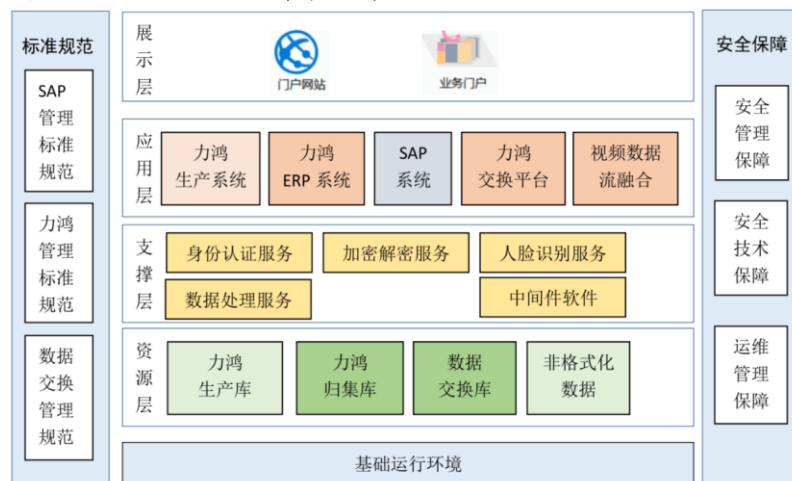 标准规范
SAP
管理
标准
规范
力鸿
管理
标准
规范
数据
交换
管理
规范
展
示
层
门户网站
业务门户
应
用
层
力鸿
生产系统
力鸿
ERP 系统
SAP
系统
力鸿
交换平台
视频数据
流融合
支
撑
层
身份认证服务
加密解密服务
人脸识别服务
数据处理服务
中间件软件
资
源
层
力鸿
生产库
力鸿
归集库
数据
交换库
非格式化
数据
基础运行环境
安全保障
安全
管理
保障
安全
技术
保障
运维
管理
保障